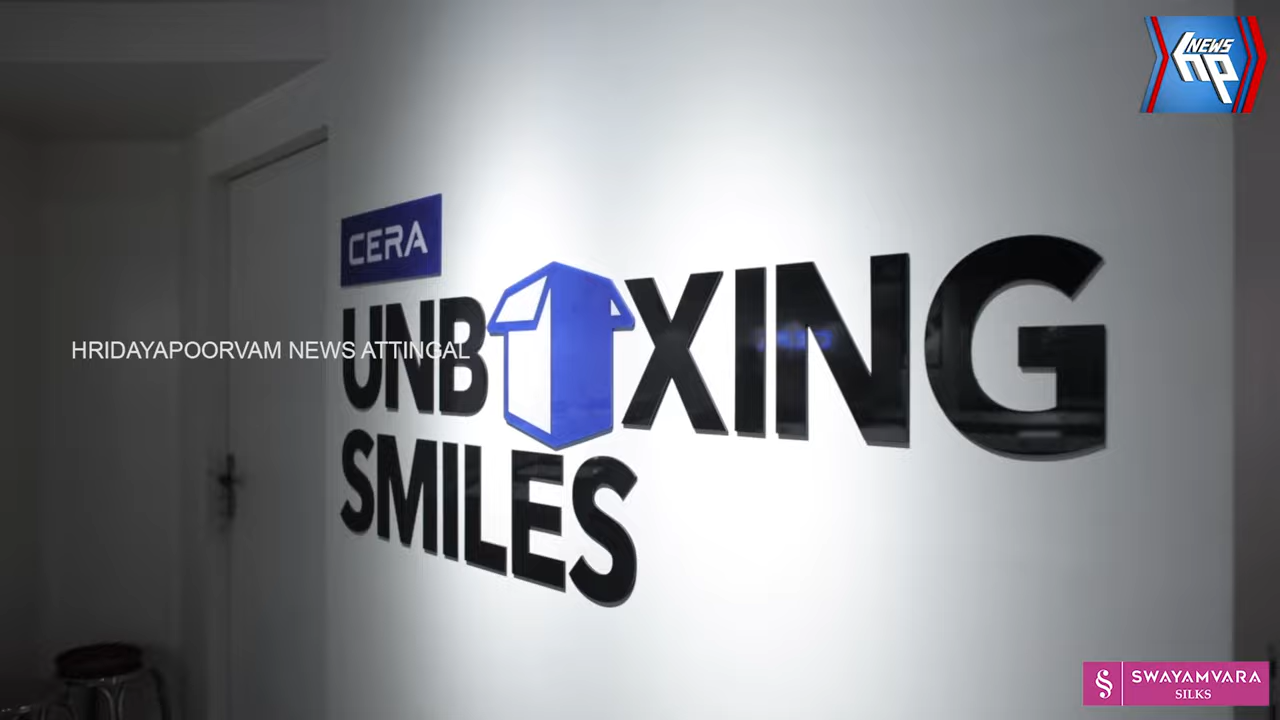 NEWS
hp
CERA
UNBOXING
HRIDAYAPOORVAM NEWS ATTINGAL
SMILES
SWAYAMVARA
SILKS